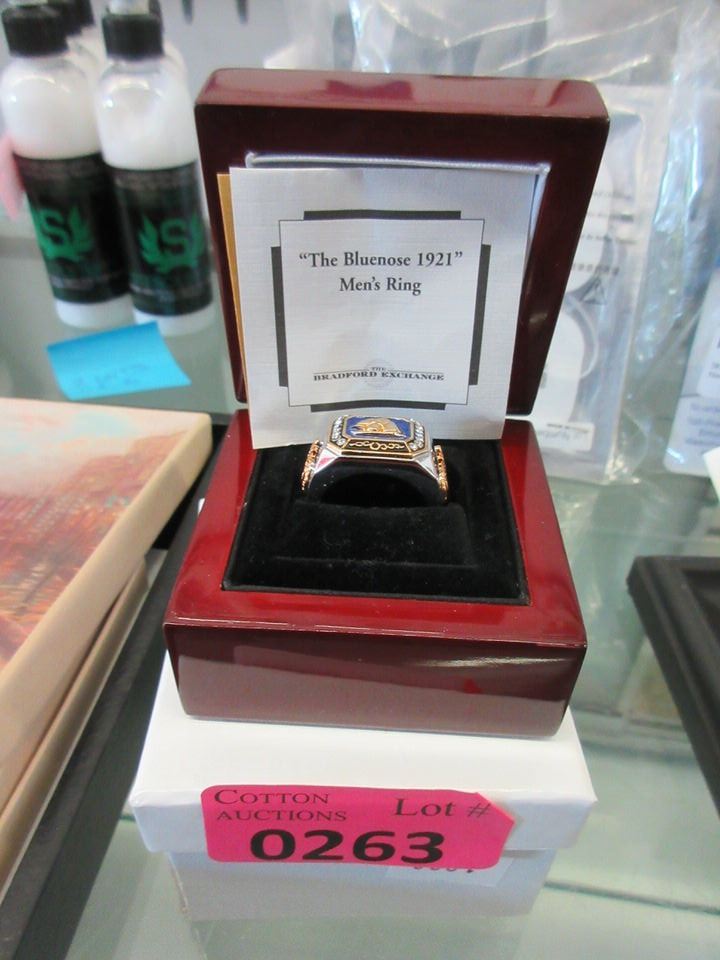 "The Bluenose 1921"
Men's Ring
THE
BRADFORD EXCHANGE
S
S
COTTON
AUCTIONS
Lot #
0263